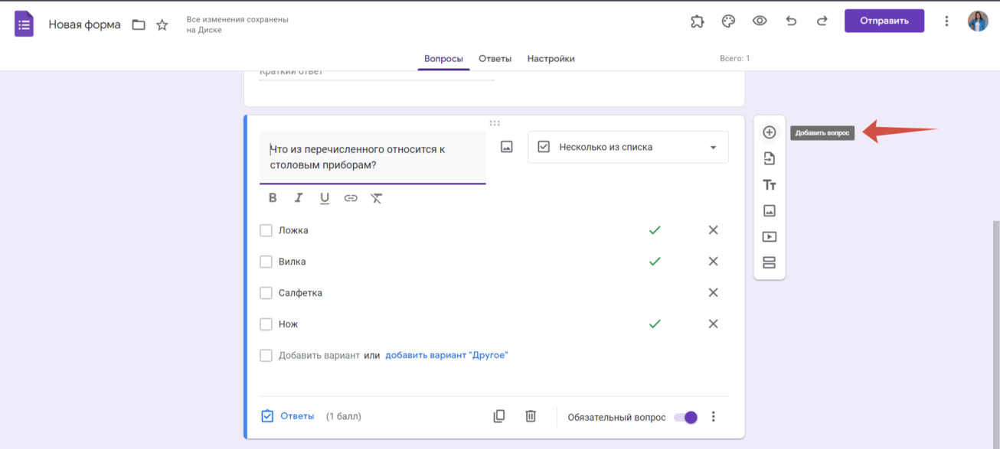 Новая форма
Все изменения сохранены
на Диске
Отправить
Вопросы
Ответы
Настройки
Всего: 1
Краткий ответ
Что из перечисленного относится к
столовым приборам?
Несколько из списка
Добавить вопрос
Тт
B I U
Ложка
Вилка
Салфетка
Нож
Добавить вариант или добавить вариант "Другое"
Ответы (1 балл)
Обязательный вопрос